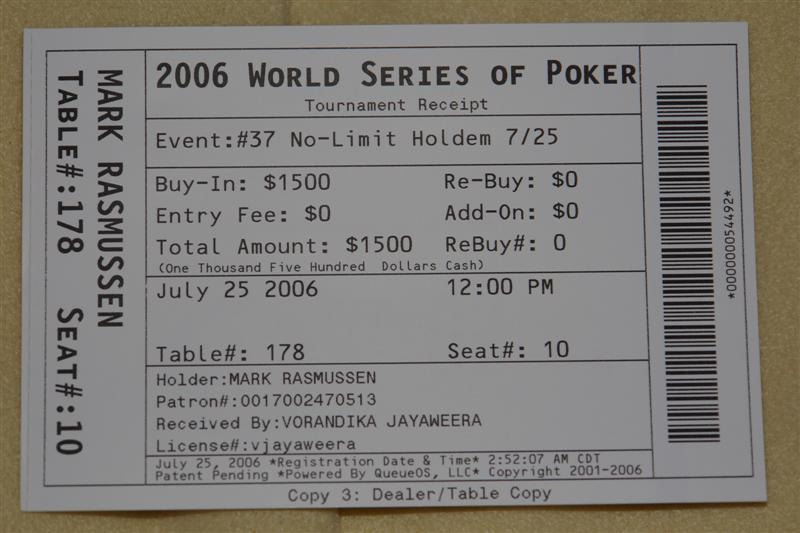 2006 WORLD SERIES OF POKER
Tournament Receipt
Event:#37 No-Limit Holdem 7/25
Buy-In: $1500 Re-Buy: $0
Entry Fee: $0 Add-On: $0
Total Amount: $1500 ReBuy#: 0
(One Thousand Five Hundred Dollars Cash)
July 25 2006 12:00 PM
Table#: 178 Seat#: 10
Holder:MARK RASMUSSEN
Patron#:0017002470513
Received By:VORANDIKA JAYAWEERA
License#:vjayaweera
July 25, 2006 *Registration Date & Time* 2:52:07 AM CDT
Patent Pending *Powered By QueueOS, LLC* Copyright 2001-2006
Copy 3: Dealer/Table Copy
MARK RASMUSSEN
TABLE#:178 SEAT#:10
*000000054492*